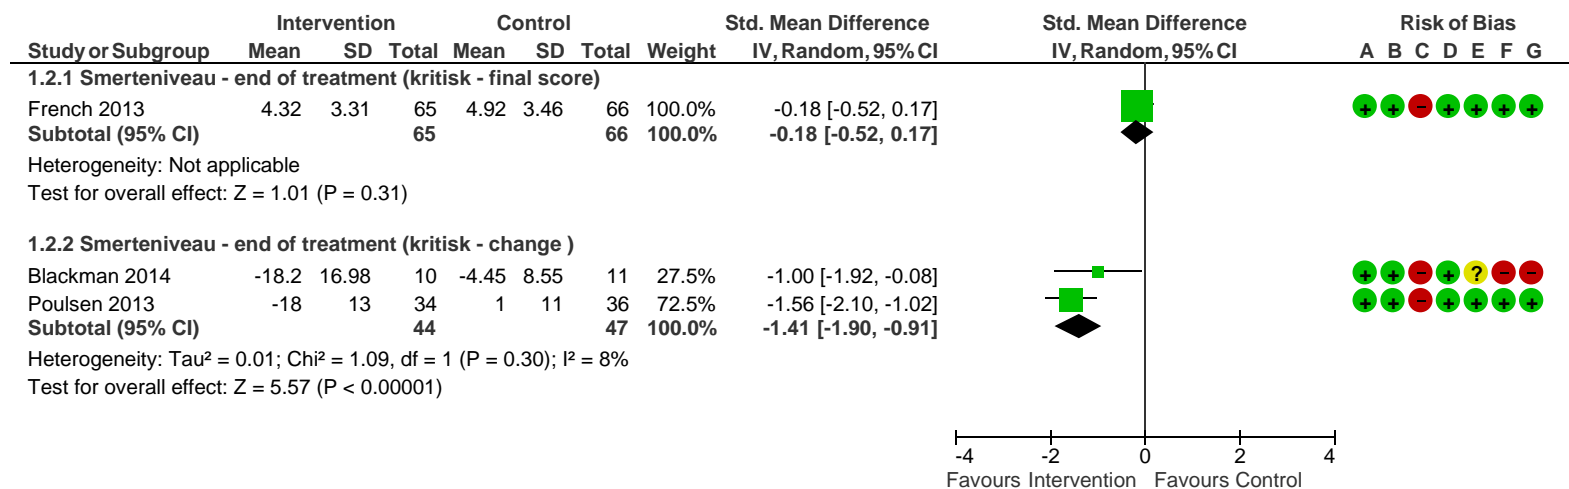 Intervention Control Std. Mean Difference Std. Mean Difference Risk of Bias
Study or Subgroup Mean SD Total Mean SD Total Weight IV, Random, 95% CI IV, Random, 95% CI A B C D E F G
1.2.1 Smerteniveau - end of treatment (kritisk - final score)
French 2013 4.32 3.31 65 4.92 3.46 66 100.0% -0.18 [-0.52, 0.17] + + - + + + +
Subtotal (95% CI) 65 66 100.0% -0.18 [-0.52, 0.17]
Heterogeneity: Not applicable
Test for overall effect: Z = 1.01 (P = 0.31)
1.2.2 Smerteniveau - end of treatment (kritisk - change )
Blackman 2014 -18.2 16.98 10 -4.45 8.55 11 27.5% -1.00 [-1.92, -0.08] + + - + ? - -
Poulsen 2013 -18 13 34 1 11 36 72.5% -1.56 [-2.10, -1.02] + + - + + + +
Subtotal (95% CI) 44 47 100.0% -1.41 [-1.90, -0.91]
Heterogeneity: Tau² = 0.01; Chi² = 1.09, df = 1 (P = 0.30); I² = 8%
Test for overall effect: Z = 5.57 (P < 0.00001)
-4 -2 0 2 4
Favours Intervention Favours Control